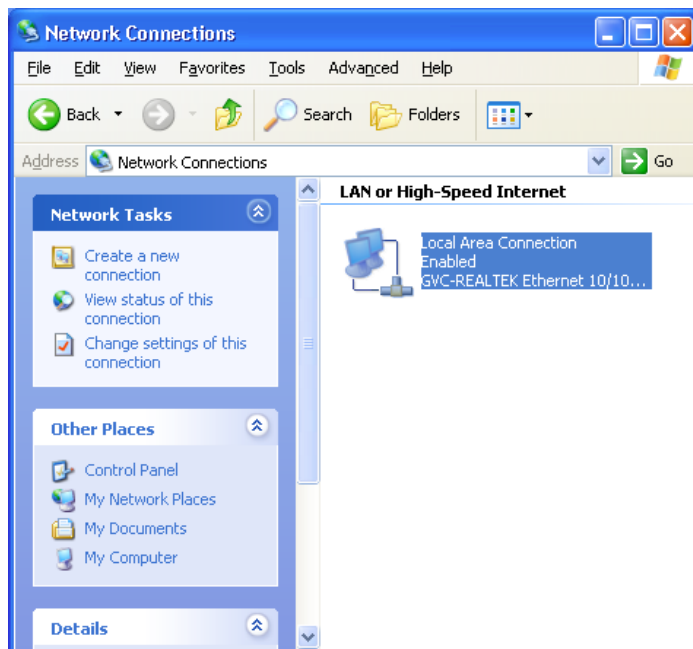 Network Connections
File Edit View Favorites Tools Advanced Help
Back Search Folders
Address Network Connections Go
Network Tasks
Create a new
connection
View status of this
connection
Change settings of this
connection
Other Places
Control Panel
My Network Places
My Documents
My Computer
Details
LAN or High-Speed Internet
Local Area Connection
Enabled
GVC-REALTEK Ethernet 10/10...